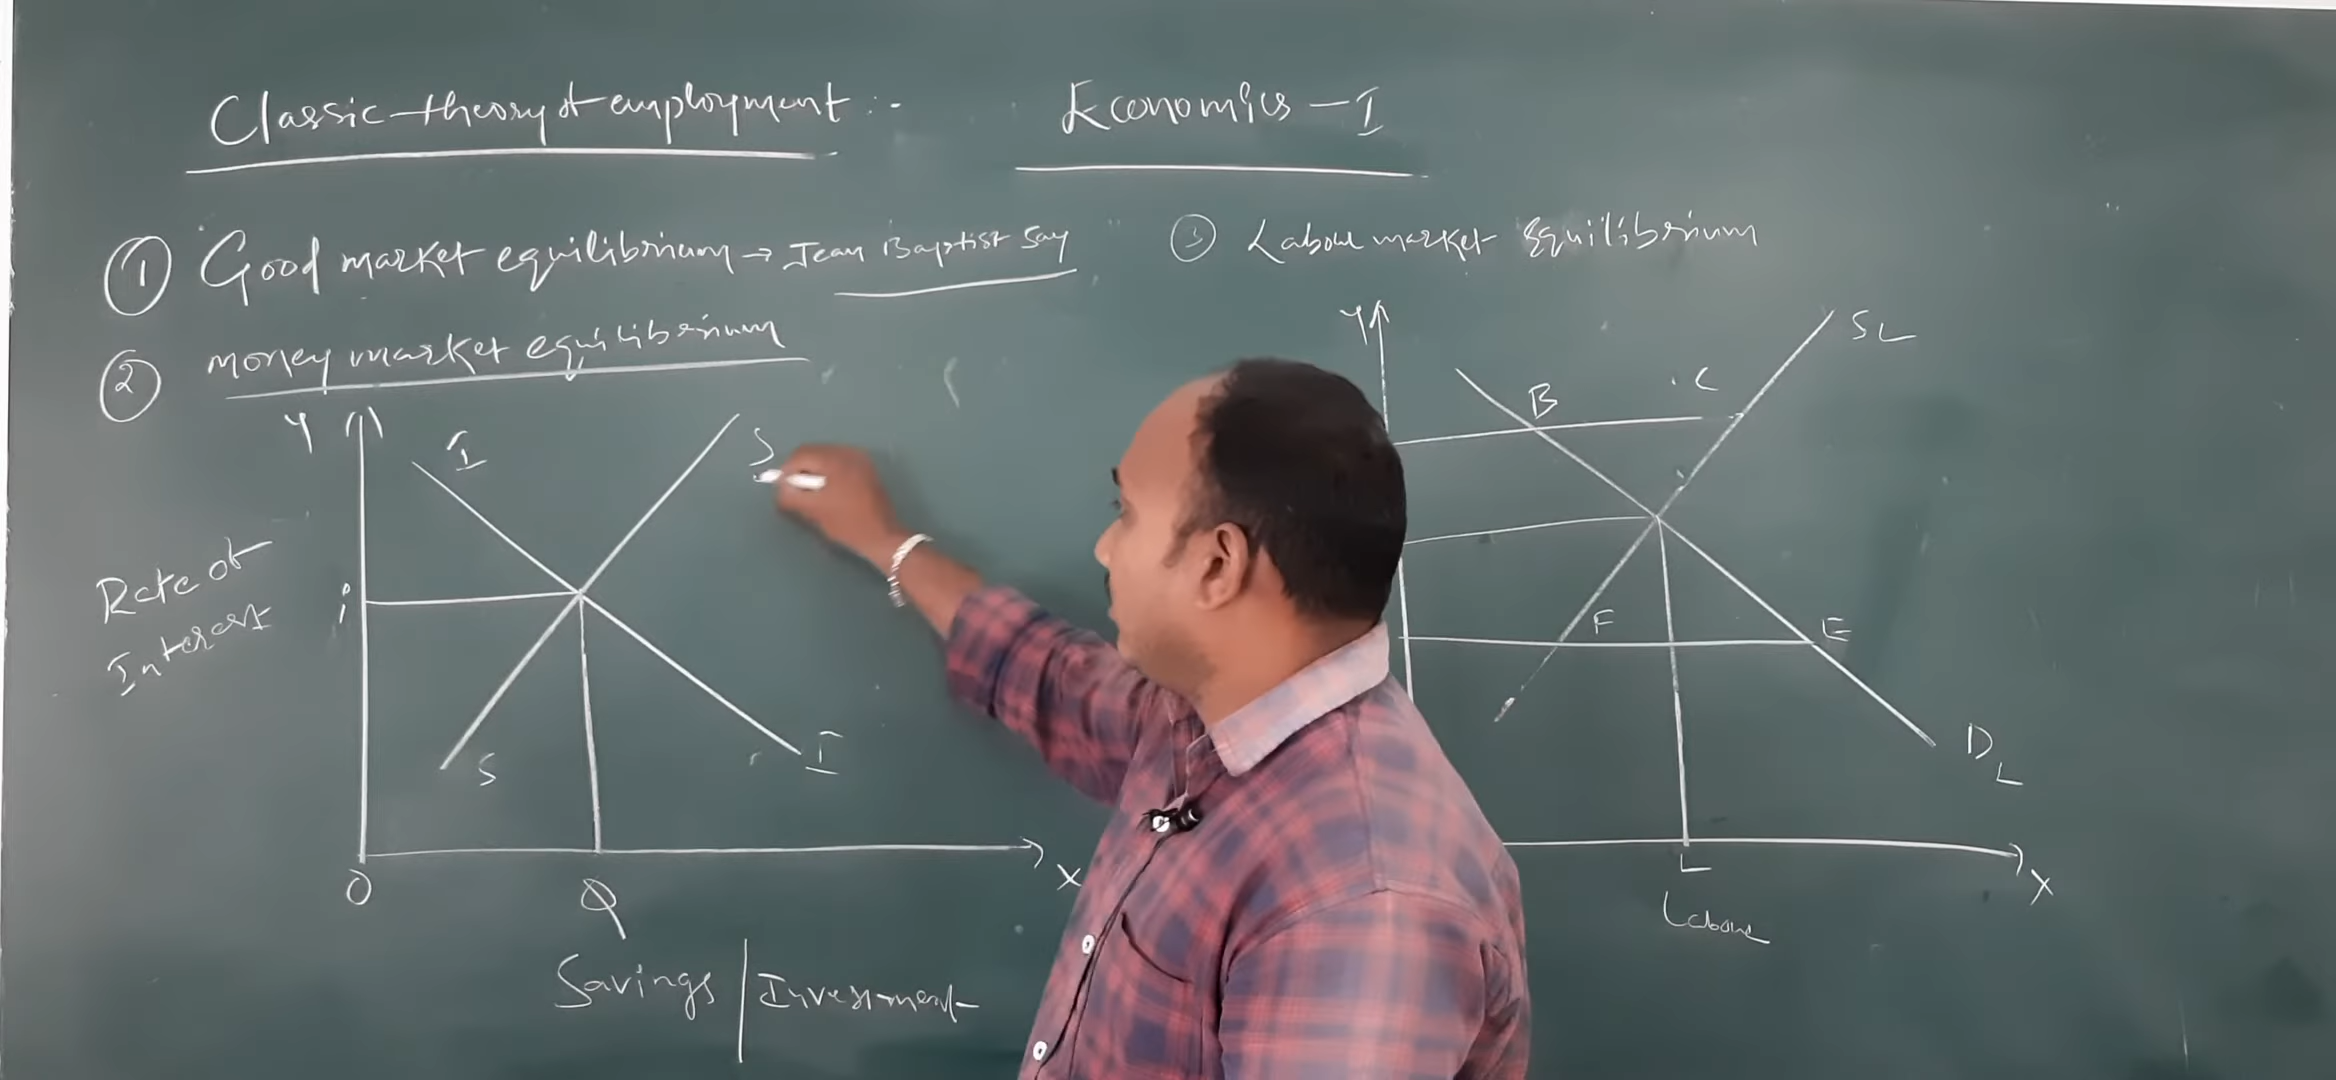 Classic theory of employment :-
Economics - I
① Good market equilibrium → Jean Baptist Say
② money market equilibrium
Y
I
S
Rate of
Interest
i
S
I
O
Q
X
Savings | Investment
③ Labour market Equilibrium
Y
SL
B
C
F
E
DL
L
X
Labour